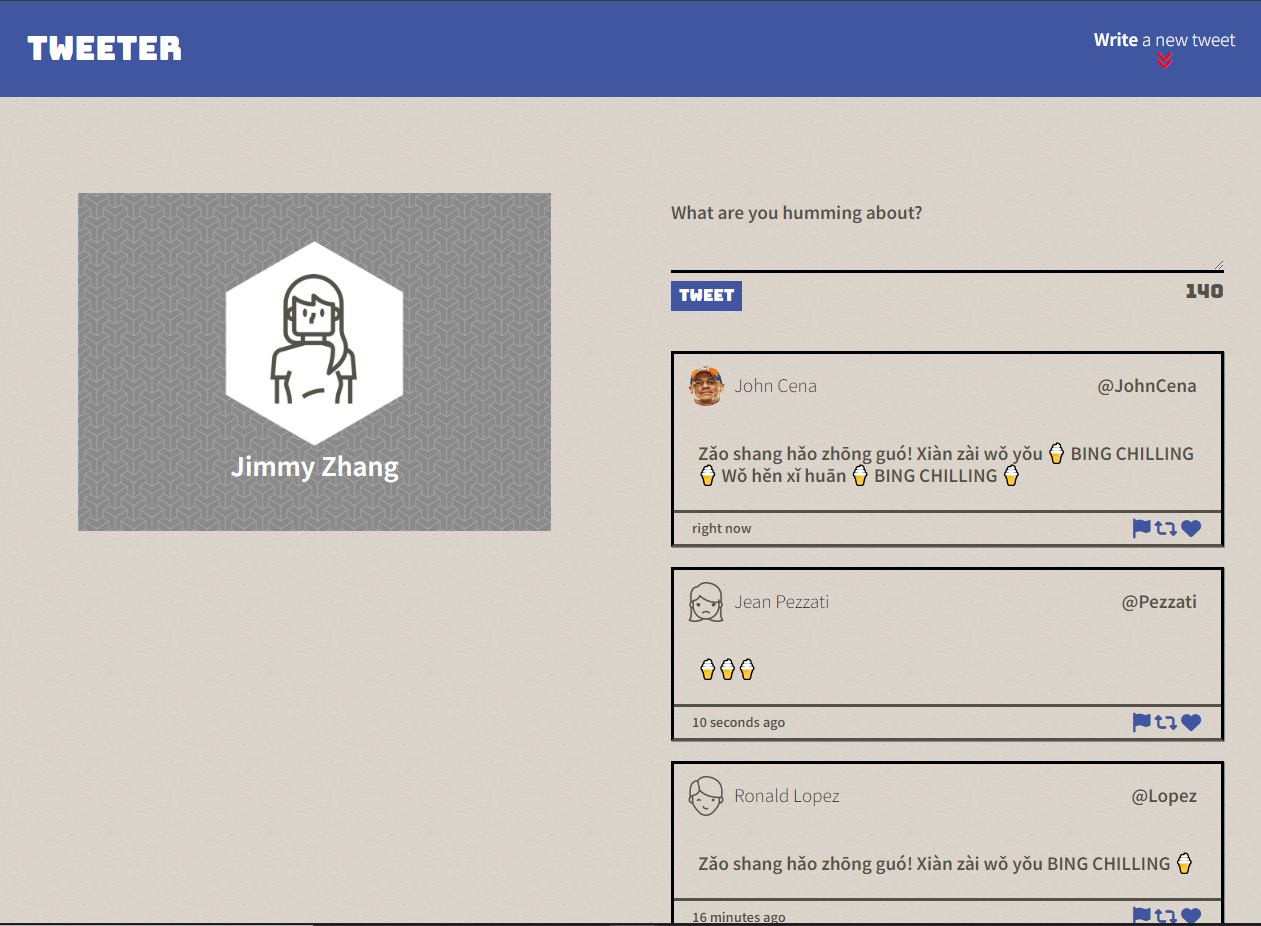 TWEETER
Write a new tweet
Jimmy Zhang
What are you humming about?
TWEET
140
John Cena
@JohnCena
Zǎo shang hǎo zhōng guó! Xiàn zài wǒ yǒu 🍦 BING CHILLING
🍦 Wǒ hěn xǐ huān 🍦 BING CHILLING 🍦
right now
Jean Pezzati
@Pezzati
🍦🍦🍦
10 seconds ago
Ronald Lopez
@Lopez
Zǎo shang hǎo zhōng guó! Xiàn zài wǒ yǒu BING CHILLING 🍦
16 minutes ago